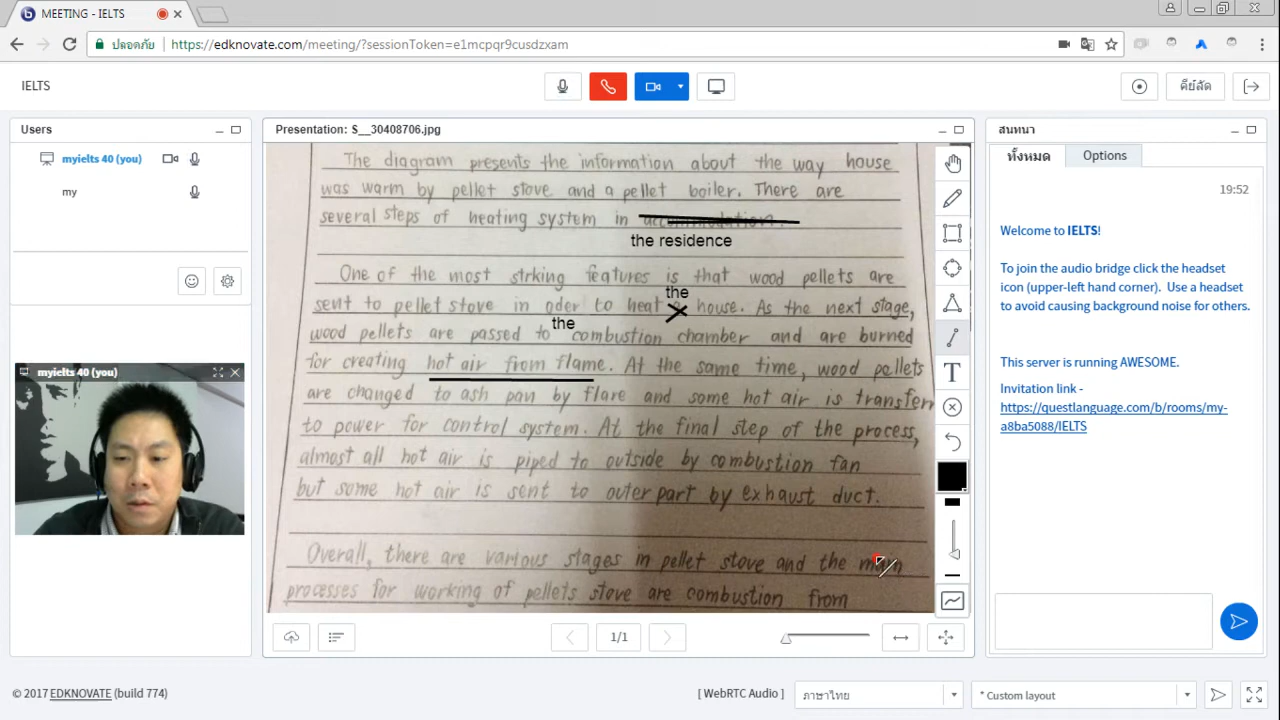 MEETING - IELTS
ปลอดภัย
https://edknovate.com/meeting/?sessionToken=e1mcpqr9cusdzxam
IELTS
คีย์ลัด
Users
myielts 40 (you)
my
myielts 40 (you)
Presentation: S__30408706.jpg
The diagram presents the information about the way house
was warm by pellet stove and a pellet boiler. There are
several steps of heating system in accommodation.
the residence
One of the most strking features is that wood pellets are
the
sent to pellet stove in oder to heat a house. As the next stage,
the
wood pellets are passed to combustion chamber and are burned
for creating hot air from flame. At the same time, wood pellets
are changed to ash pan by flare and some hot air is transferr
to power for control system. At the final step of the process,
almost all hot air is piped to outside by combustion fan
but some hot air is sent to outer part by exhaust duct.
Overall, there are various stages in pellet stove and the main
processes for working of pellets stove are combustion from
T
1/1
สนทนา
ทั้งหมด
Options
19:52
Welcome to IELTS!
To join the audio bridge click the headset
icon (upper-left hand corner). Use a headset
to avoid causing background noise for others.
This server is running AWESOME.
Invitation link -
https://questlanguage.com/b/rooms/my-
a8ba5088/IELTS
© 2017 EDKNOVATE (build 774)
[ WebRTC Audio ]
ภาษาไทย
* Custom layout